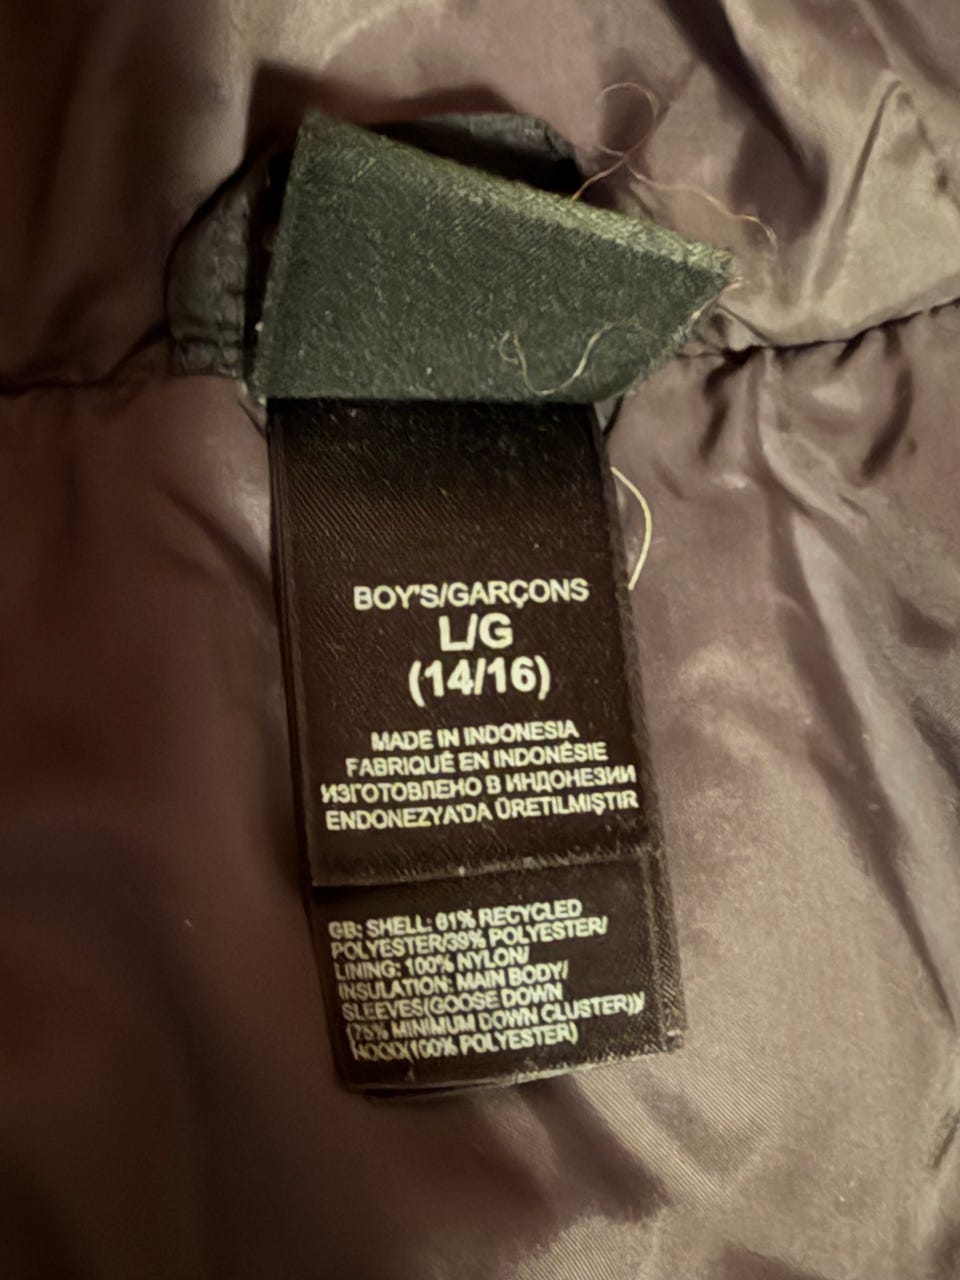 BOY'S/GARÇONS
L/G
(14/16)
MADE IN INDONESIA
FABRIQUÉ EN INDONÉSIE
ИЗГОТОВЛЕНО В ИНДОНЕЗИИ
ENDONEZYA'DA ÜRETILMIŞTIR
GB: SHELL: 61% RECYCLED
POLYESTER/39% POLYESTER/
LINING: 100% NYLON/
INSULATION: MAIN BODY/
SLEEVES(GOOSE DOWN
(75% MINIMUM DOWN CLUSTER))/
HOOD(100% POLYESTER)